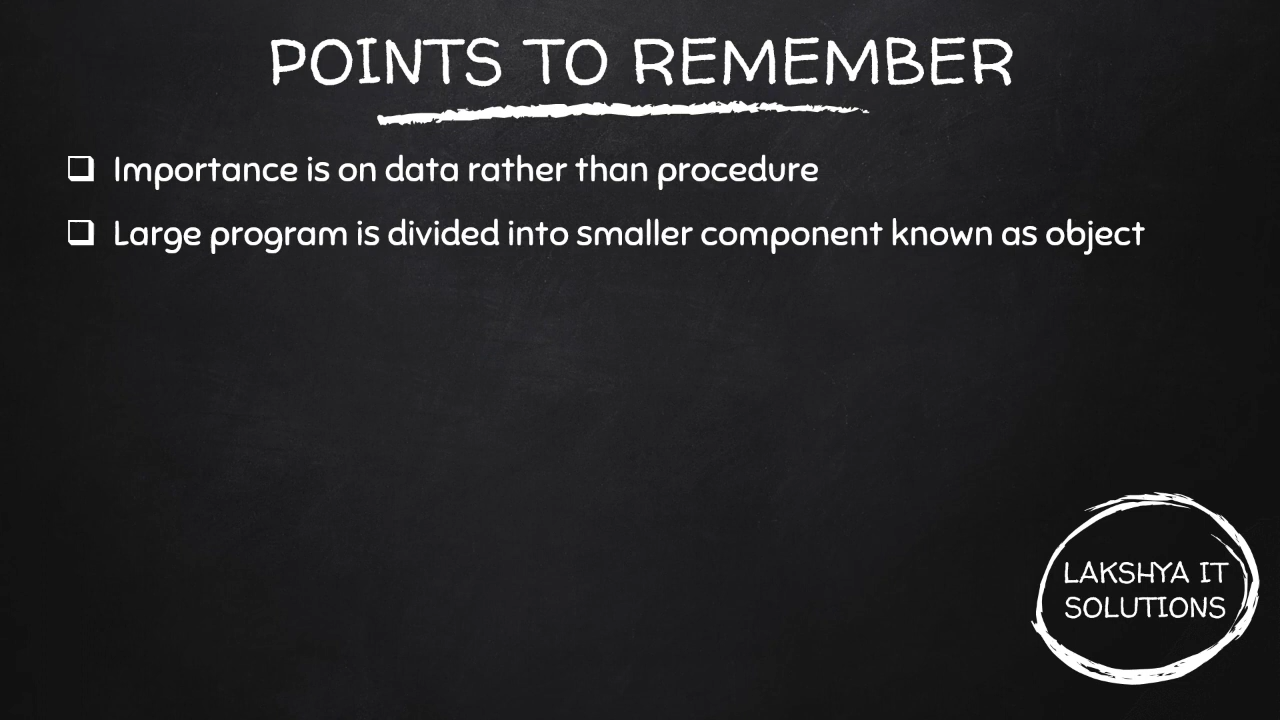 POINTS TO REMEMBER
❑ Importance is on data rather than procedure
❑ Large program is divided into smaller component known as object
LAKSHYA IT
SOLUTIONS